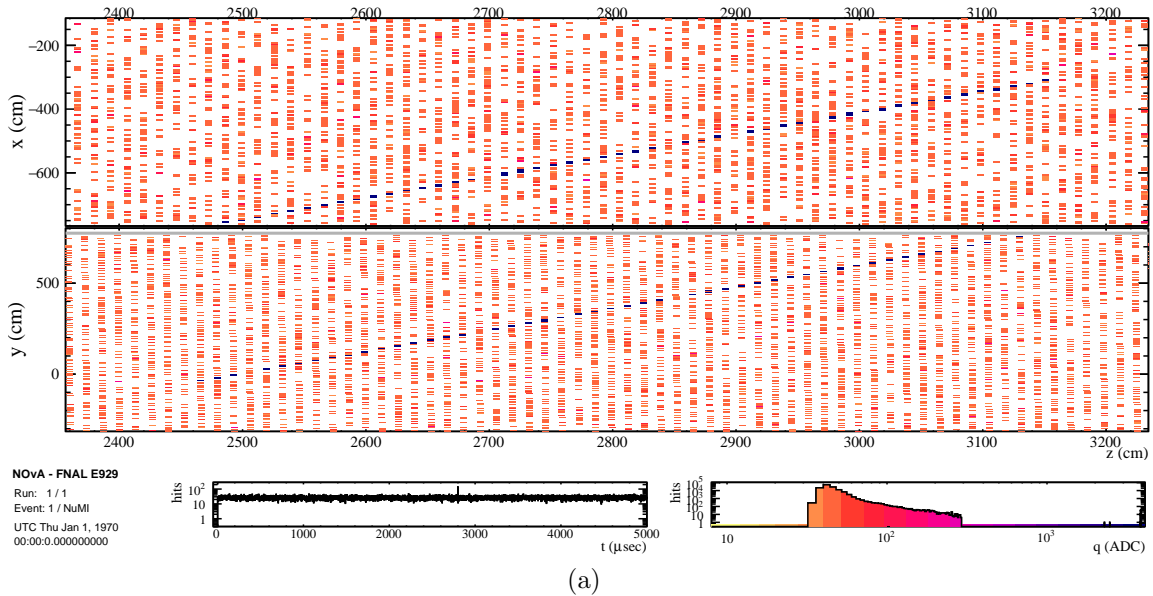 2400 2500 2600 2700 2800 2900 3000 3100 3200
x (cm)
−200
−400
−600
y (cm)
500
0
2400 2500 2600 2700 2800 2900 3000 3100 3200
z (cm)
NOvA - FNAL E929
Run: 1 / 1
Event: 1 / NuMI
UTC Thu Jan 1, 1970
00:00:0.000000000
hits
10²
10
1
0 1000 2000 3000 4000 5000
t (μsec)
hits
10⁵
10⁴
10³
10²
10
1
10 10² 10³
q (ADC)
(a)